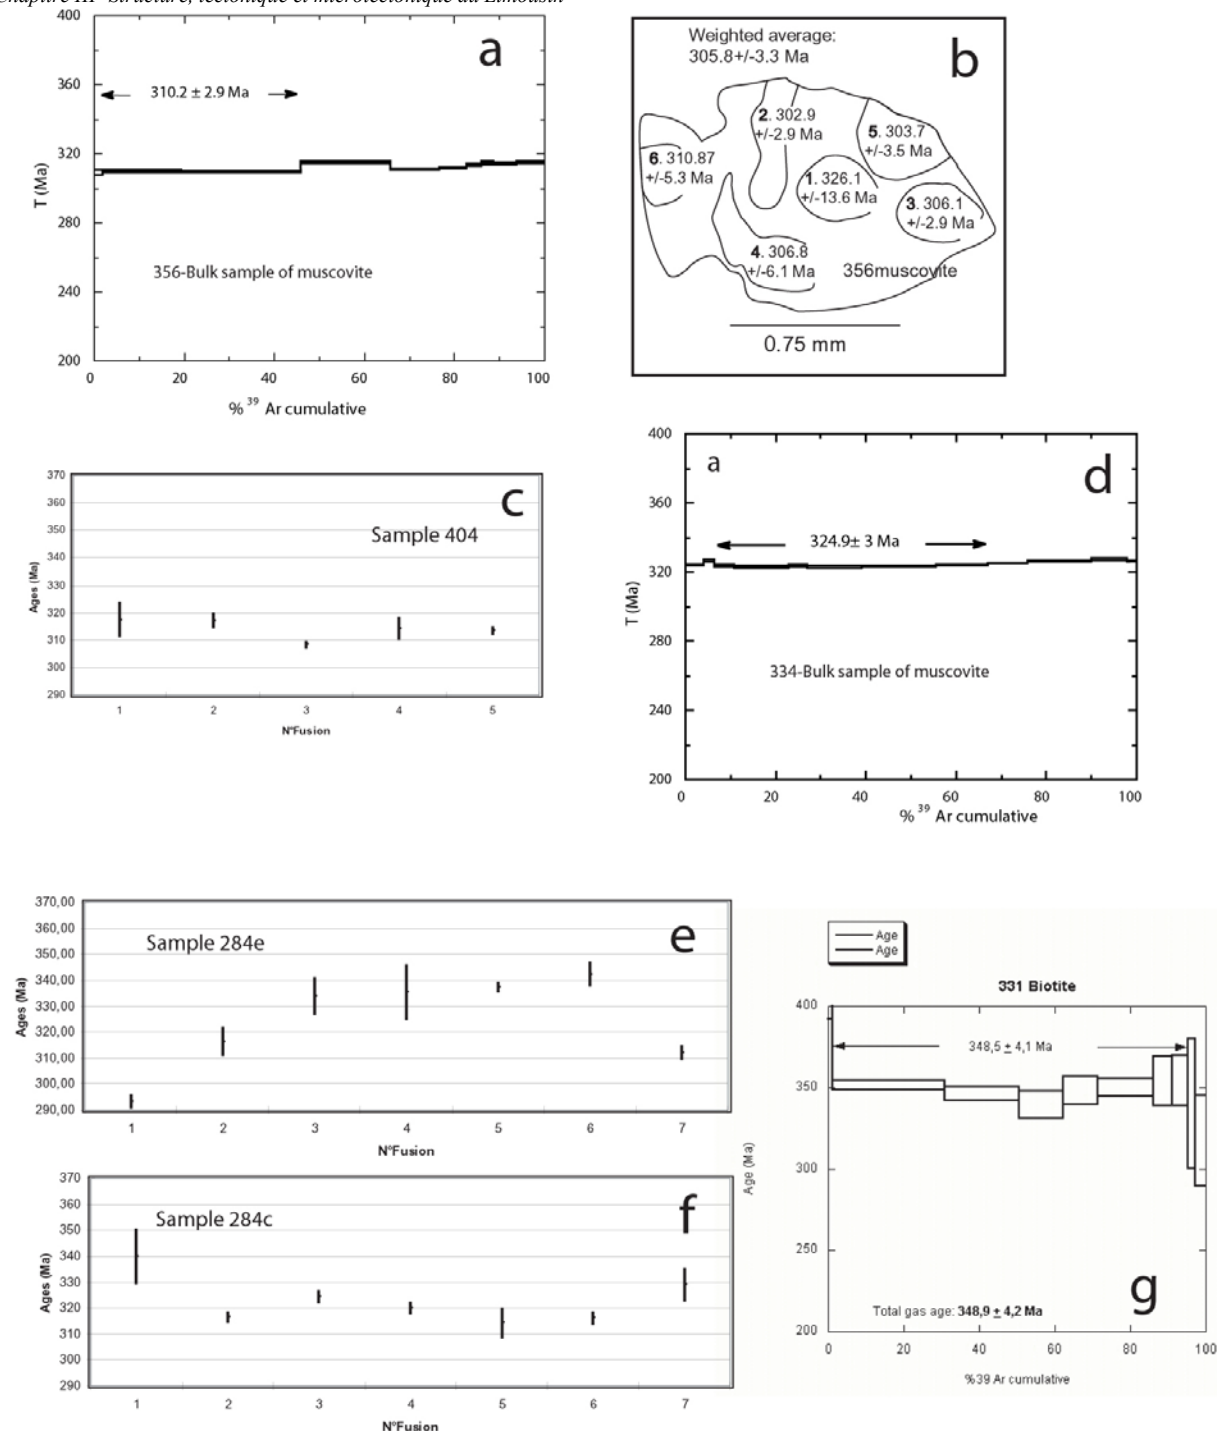 Chapitre III- Structure, tectonique et microtectonique du Limousin
a
400
360
320
280
240
200
T (Ma)
310.2 ± 2.9 Ma
356-Bulk sample of muscovite
0 20 40 60 80 100
% 39 Ar cumulative
b
Weighted average:
305.8+/-3.3 Ma
2. 302.9
+/-2.9 Ma
5. 303.7
+/-3.5 Ma
6. 310.87
+/-5.3 Ma
1. 326.1
+/-13.6 Ma
3. 306.1
+/-2.9 Ma
4. 306.8
+/-6.1 Ma
356muscovite
0.75 mm
c
Sample 404
370
360
350
340
330
320
310
300
290
Ages (Ma)
1 2 3 4 5
N°Fusion
a
d
400
360
320
280
240
200
T (Ma)
324.9± 3 Ma
334-Bulk sample of muscovite
0 20 40 60 80 100
% 39 Ar cumulative
e
Sample 284e
370,00
360,00
350,00
340,00
330,00
320,00
310,00
300,00
290,00
Ages (Ma)
1 2 3 4 5 6 7
N°Fusion
f
Sample 284c
370
360
350
340
330
320
310
300
290
Ages (Ma)
1 2 3 4 5 6 7
N°Fusion
Age
Age
331 Biotite
400
350
300
250
200
Age (Ma)
348,5 ± 4,1 Ma
g
Total gas age: 348,9 ± 4,2 Ma
0 20 40 60 80 100
%39 Ar cumulative